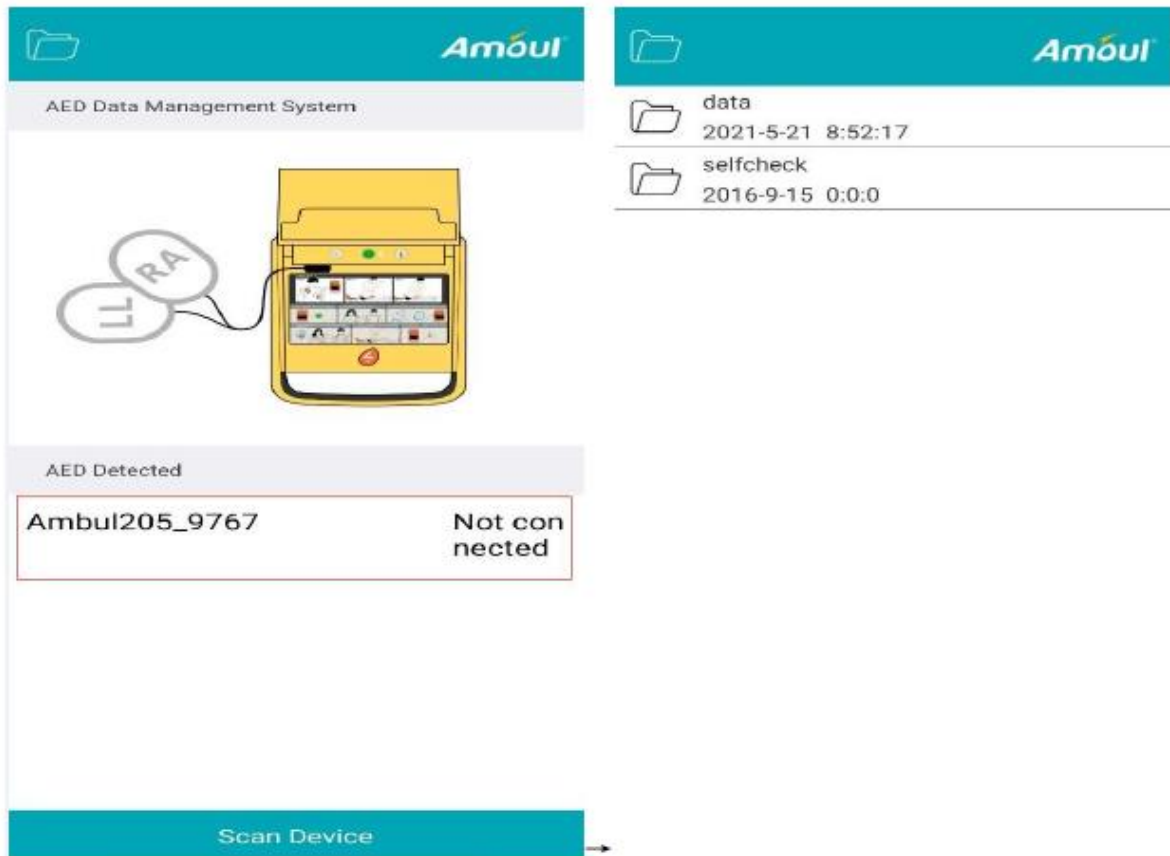 Amoul
AED Data Management System
RA
LL
AED Detected
Ambul205_9767
Not con
nected
Scan Device
Amoul
data
2021-5-21 8:52:17
selfcheck
2016-9-15 0:0:0